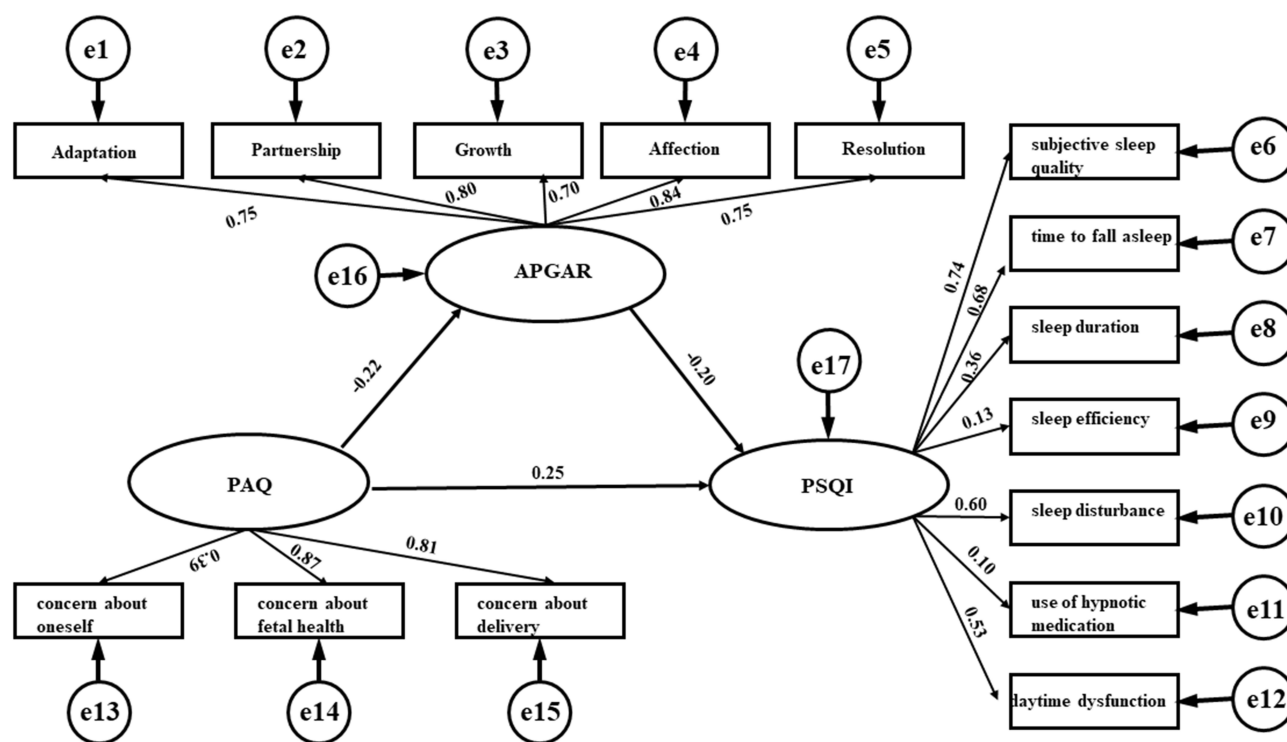 e1
e2
e3
e4
e5
Adaptation
Partnership
Growth
Affection
Resolution
0.75
0.80
0.70
0.84
0.75
e16
APGAR
subjective sleep
quality
e6
time to fall asleep
e7
sleep duration
e8
sleep efficiency
e9
sleep disturbance
e10
use of hypnotic
medication
e11
daytime dysfunction
e12
0.74
0.68
0.36
0.13
0.60
0.10
0.53
-0.22
-0.20
e17
PAQ
0.25
PSQI
0.39
0.87
0.81
concern about
oneself
concern about
fetal health
concern about
delivery
e13
e14
e15